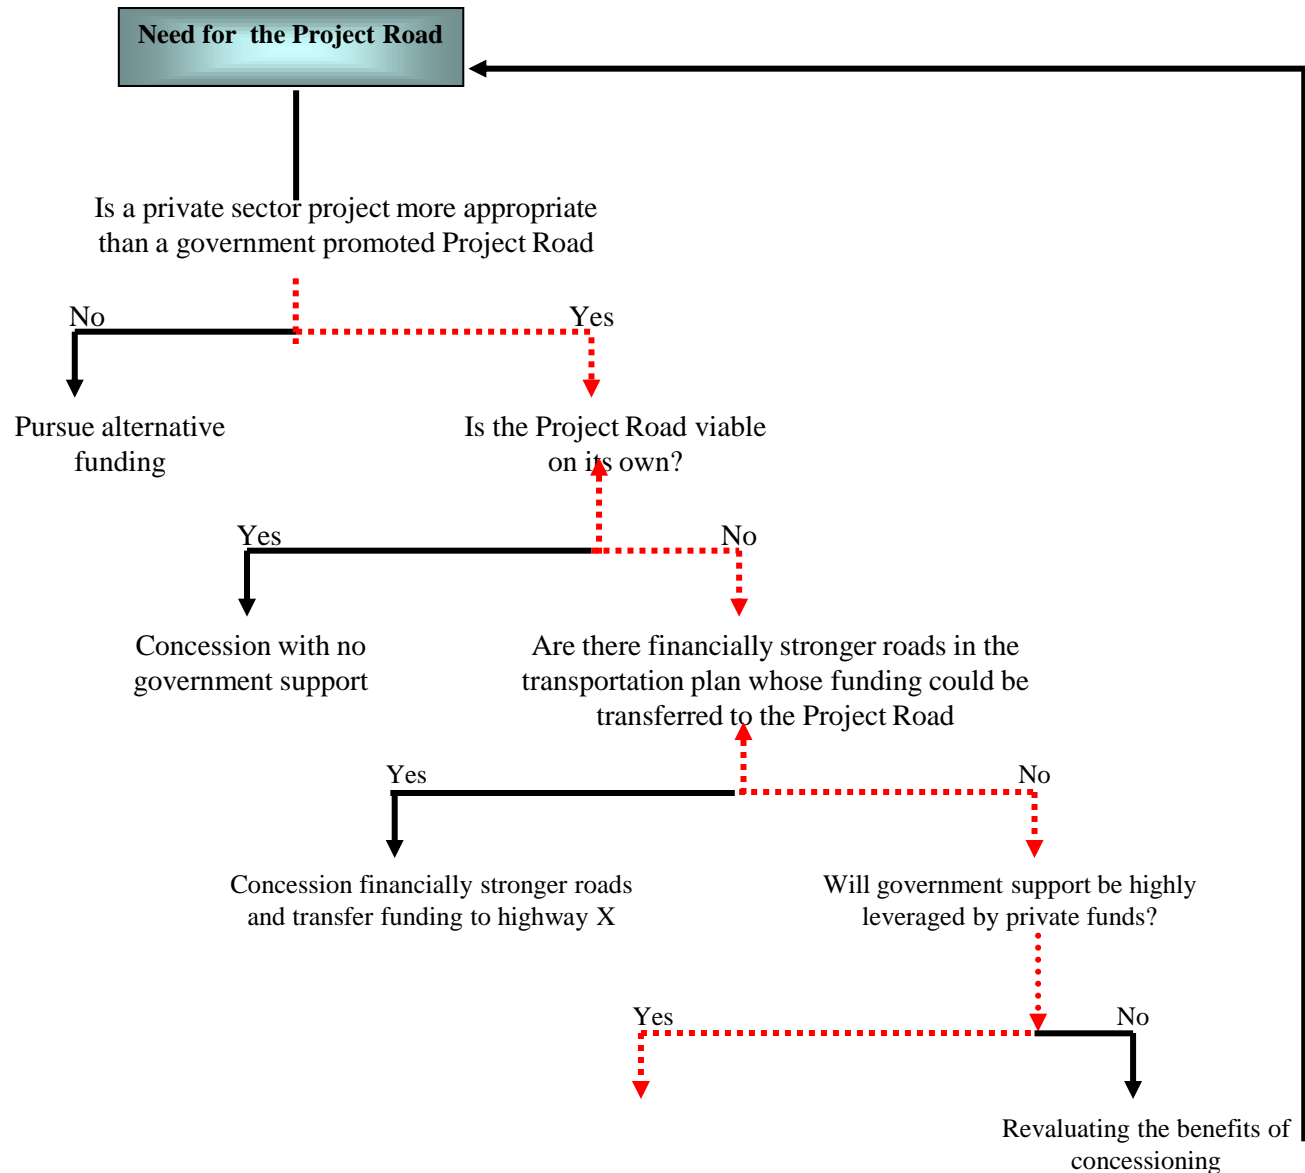 Need for the Project Road
Is a private sector project more appropriate
than a government promoted Project Road
No
Yes
Pursue alternative
funding
Is the Project Road viable
on its own?
Yes
No
Concession with no
government support
Are there financially stronger roads in the
transportation plan whose funding could be
transferred to the Project Road
Yes
No
Concession financially stronger roads
and transfer funding to highway X
Will government support be highly
leveraged by private funds?
Yes
No
Revaluating the benefits of
concessioning